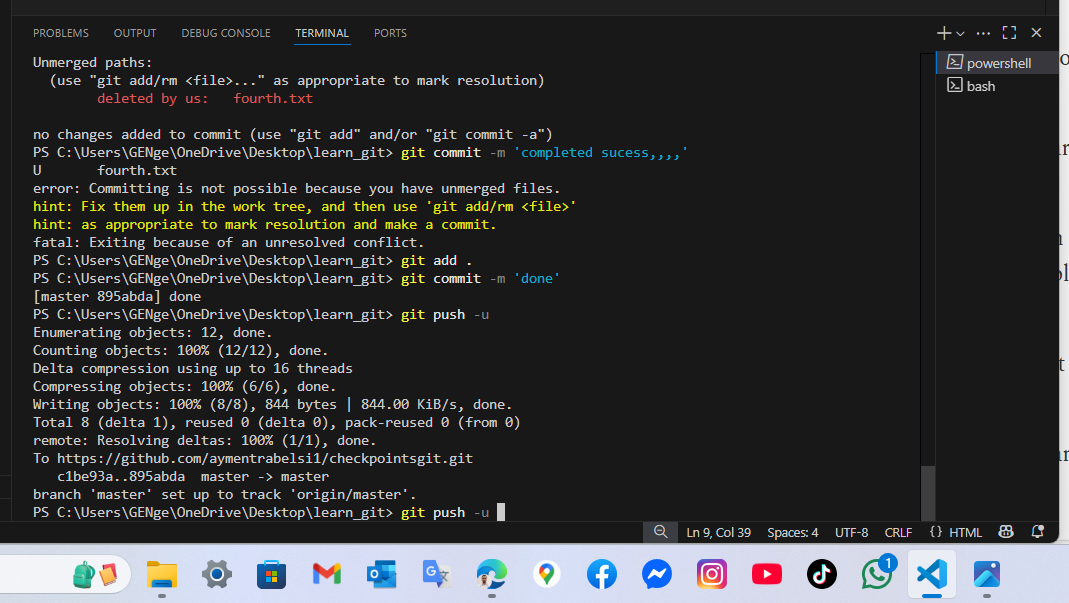 PROBLEMS OUTPUT DEBUG CONSOLE TERMINAL PORTS
powershell
bash
Unmerged paths:
(use "git add/rm <file>..." as appropriate to mark resolution)
deleted by us: fourth.txt
no changes added to commit (use "git add" and/or "git commit -a")
PS C:\Users\GENge\OneDrive\Desktop\learn_git> git commit -m 'completed sucess,,,,'
U fourth.txt
error: Committing is not possible because you have unmerged files.
hint: Fix them up in the work tree, and then use 'git add/rm <file>'
hint: as appropriate to mark resolution and make a commit.
fatal: Exiting because of an unresolved conflict.
PS C:\Users\GENge\OneDrive\Desktop\learn_git> git add .
PS C:\Users\GENge\OneDrive\Desktop\learn_git> git commit -m 'done'
[master 895abda] done
PS C:\Users\GENge\OneDrive\Desktop\learn_git> git push -u
Enumerating objects: 12, done.
Counting objects: 100% (12/12), done.
Delta compression using up to 16 threads
Compressing objects: 100% (6/6), done.
Writing objects: 100% (8/8), 844 bytes | 844.00 KiB/s, done.
Total 8 (delta 1), reused 0 (delta 0), pack-reused 0 (from 0)
remote: Resolving deltas: 100% (1/1), done.
To https://github.com/aymentrabelsi1/checkpointsgit.git
c1be93a..895abda master -> master
branch 'master' set up to track 'origin/master'.
PS C:\Users\GENge\OneDrive\Desktop\learn_git> git push -u
Ln 9, Col 39 Spaces: 4 UTF-8 CRLF {} HTML
1